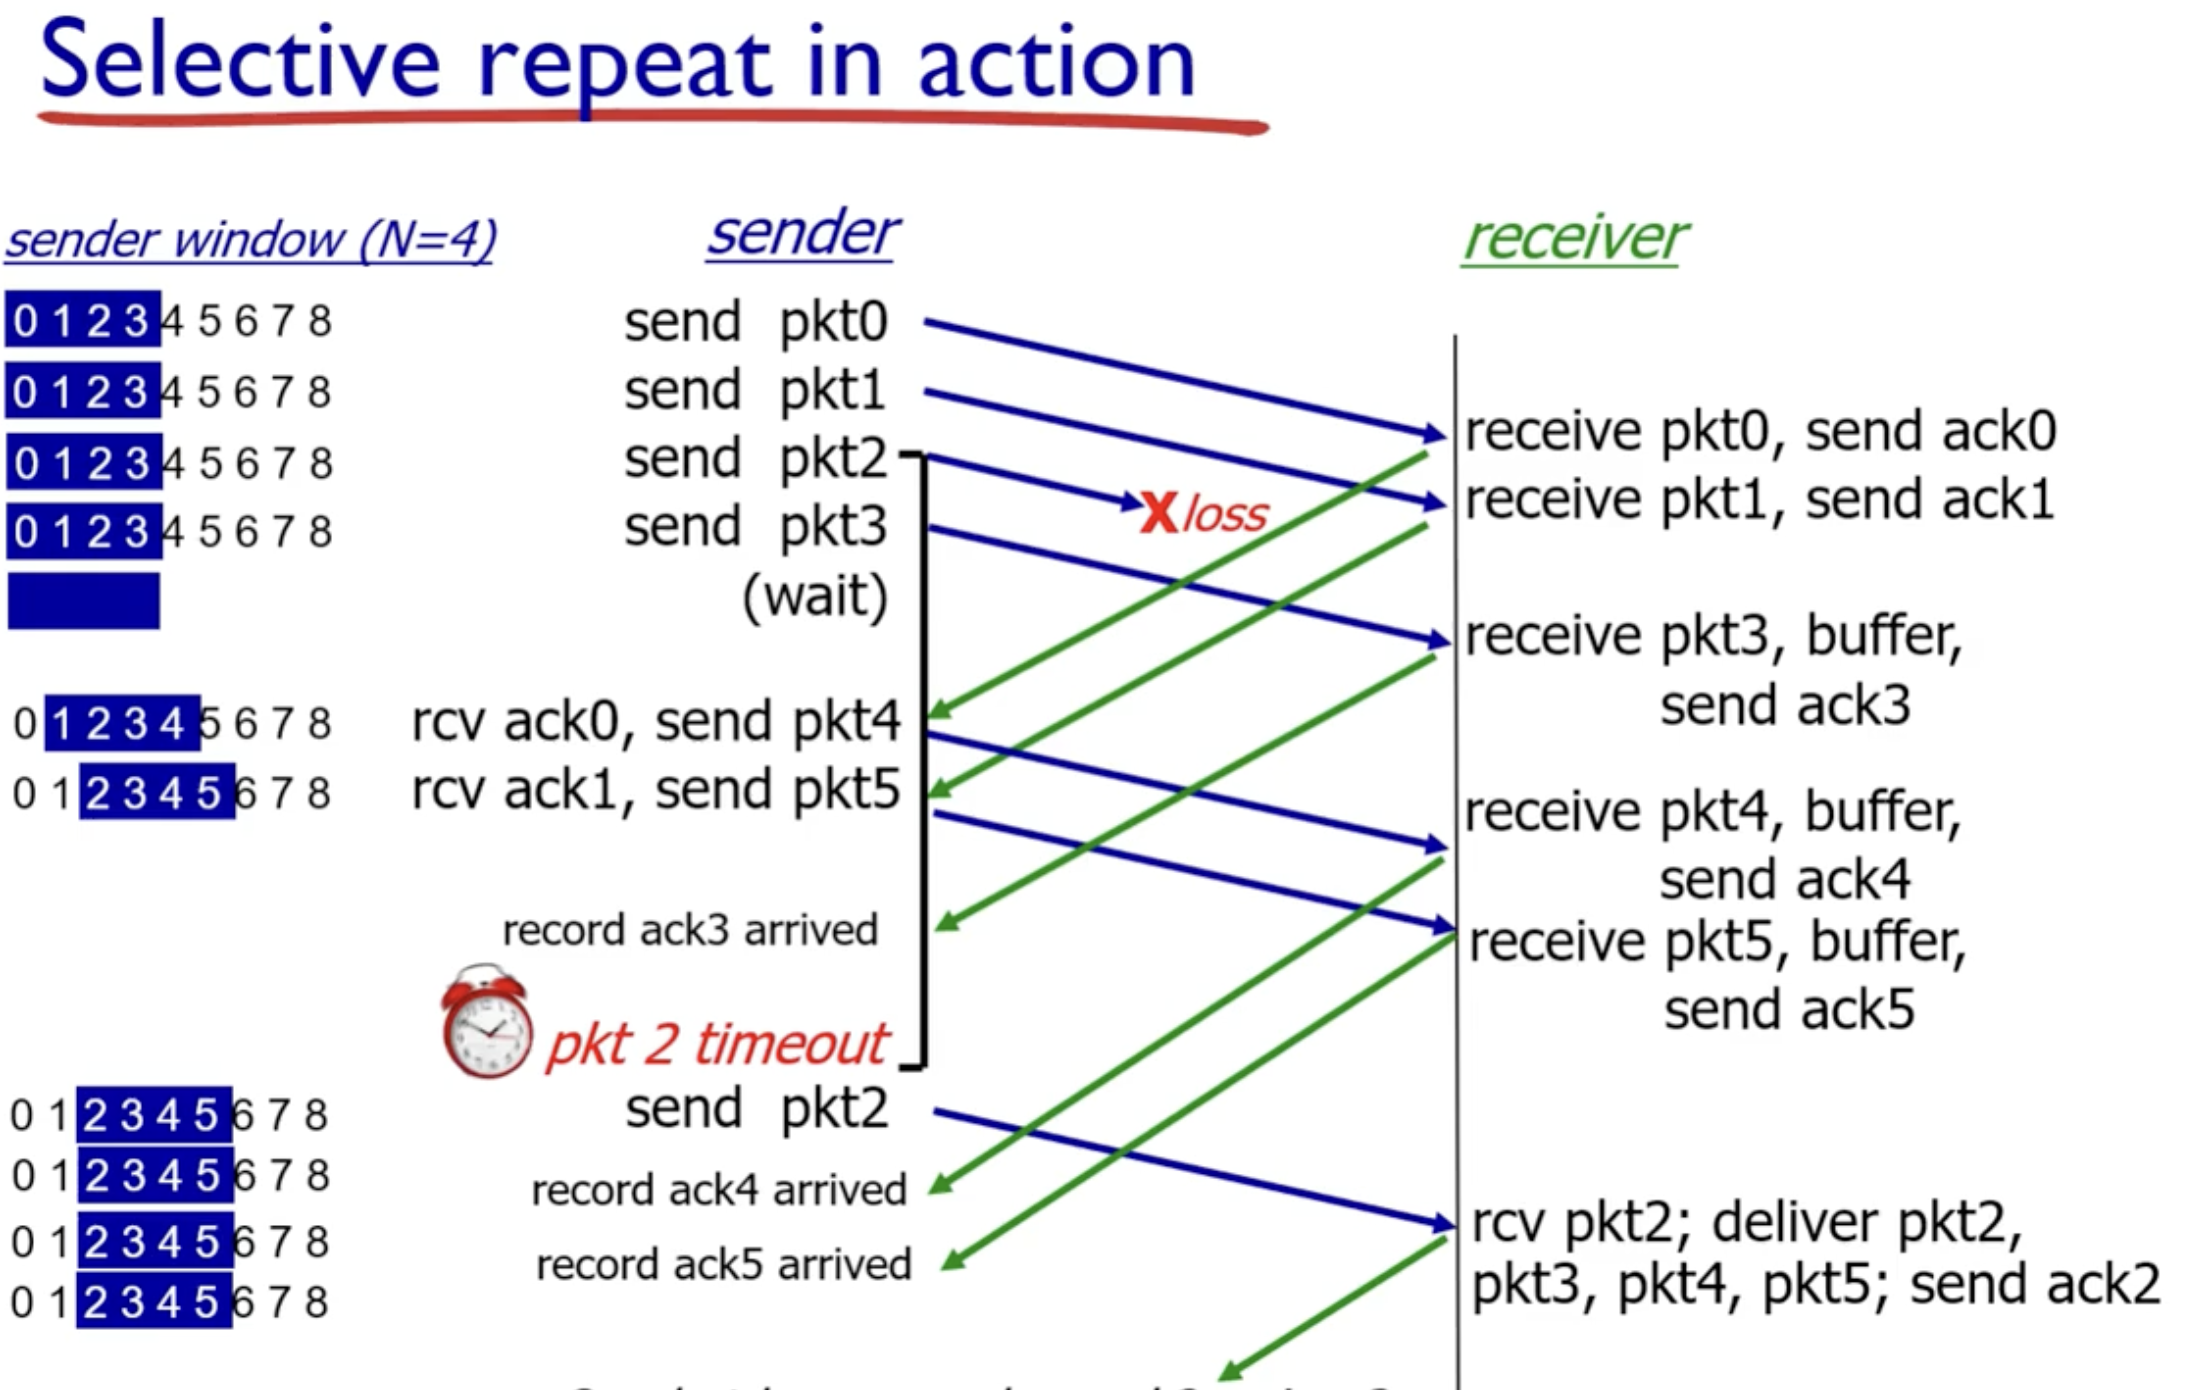 Selective repeat in action
sender window (N=4)
sender
receiver
0 1 2 3 4 5 6 7 8
send pkt0
0 1 2 3 4 5 6 7 8
send pkt1
receive pkt0, send ack0
0 1 2 3 4 5 6 7 8
send pkt2
X loss
receive pkt1, send ack1
0 1 2 3 4 5 6 7 8
send pkt3
(wait)
receive pkt3, buffer,
send ack3
0 1 2 3 4 5 6 7 8
rcv ack0, send pkt4
0 1 2 3 4 5 6 7 8
rcv ack1, send pkt5
receive pkt4, buffer,
send ack4
record ack3 arrived
receive pkt5, buffer,
send ack5
pkt 2 timeout
0 1 2 3 4 5 6 7 8
send pkt2
0 1 2 3 4 5 6 7 8
record ack4 arrived
0 1 2 3 4 5 6 7 8
record ack5 arrived
rcv pkt2; deliver pkt2,
pkt3, pkt4, pkt5; send ack2
0 1 2 3 4 5 6 7 8